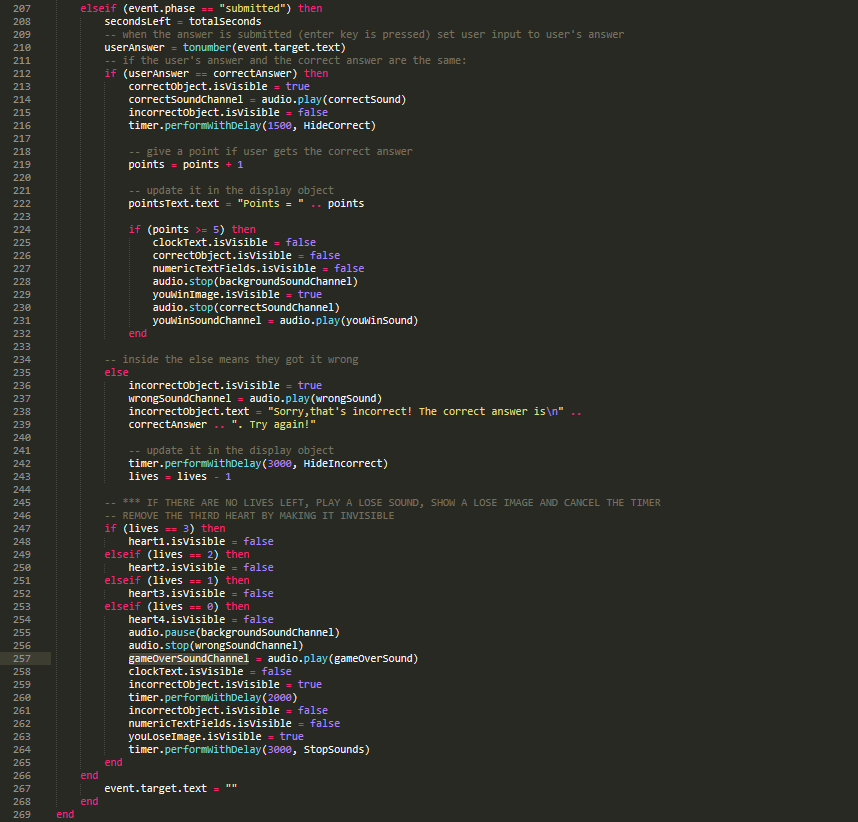 207 elseif (event.phase == "submitted") then
208 secondsLeft = totalSeconds
209 -- when the answer is submitted (enter key is pressed) set user input to user's answer
210 userAnswer = tonumber(event.target.text)
211 -- if the user's answer and the correct answer are the same:
212 if (userAnswer == correctAnswer) then
213 correctObject.isVisible = true
214 correctSoundChannel = audio.play(correctSound)
215 incorrectObject.isVisible = false
216 timer.performWithDelay(1500, HideCorrect)
217
218 -- give a point if user gets the correct answer
219 points = points + 1
220
221 -- update it in the display object
222 pointsText.text = "Points = " .. points
223
224 if (points >= 5) then
225 clockText.isVisible = false
226 correctObject.isVisible = false
227 numericTextFields.isVisible = false
228 audio.stop(backgroundSoundChannel)
229 youWinImage.isVisible = true
230 audio.stop(correctSoundChannel)
231 youWinSoundChannel = audio.play(youWinSound)
232 end
233
234 -- inside the else means they got it wrong
235 else
236 incorrectObject.isVisible = true
237 wrongSoundChannel = audio.play(wrongSound)
238 incorrectObject.text = "Sorry,that's incorrect! The correct answer is\n" ..
239 correctAnswer .. ". Try again!"
240
241 -- update it in the display object
242 timer.performWithDelay(3000, HideIncorrect)
243 lives = lives - 1
244
245 -- *** IF THERE ARE NO LIVES LEFT, PLAY A LOSE SOUND, SHOW A LOSE IMAGE AND CANCEL THE TIMER
246 -- REMOVE THE THIRD HEART BY MAKING IT INVISIBLE
247 if (lives == 3) then
248 heart1.isVisible = false
249 elseif (lives == 2) then
250 heart2.isVisible = false
251 elseif (lives == 1) then
252 heart3.isVisible = false
253 elseif (lives == 0) then
254 heart4.isVisible = false
255 audio.pause(backgroundSoundChannel)
256 audio.stop(wrongSoundChannel)
257 gameOverSoundChannel = audio.play(gameOverSound)
258 clockText.isVisible = false
259 incorrectObject.isVisible = true
260 timer.performWithDelay(2000)
261 incorrectObject.isVisible = false
262 numericTextFields.isVisible = false
263 youLoseImage.isVisible = true
264 timer.performWithDelay(3000, StopSounds)
265 end
266 end
267 event.target.text = ""
268 end
269 end